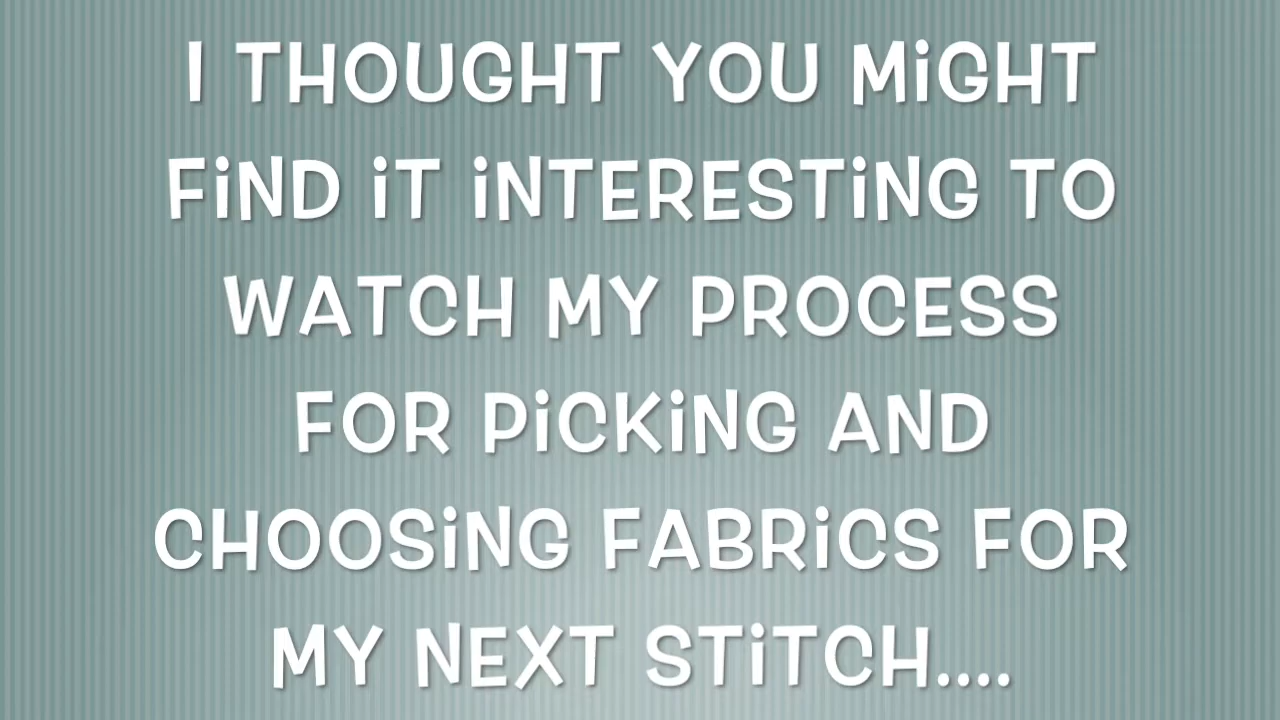 I THOUGHT YOU MiGHT
FiND iT iNTERESTiNG TO
WATCH MY PROCESS
FOR PiCKiNG AND
CHOOSiNG FABRiCS FOR
MY NEXT STiTCH....